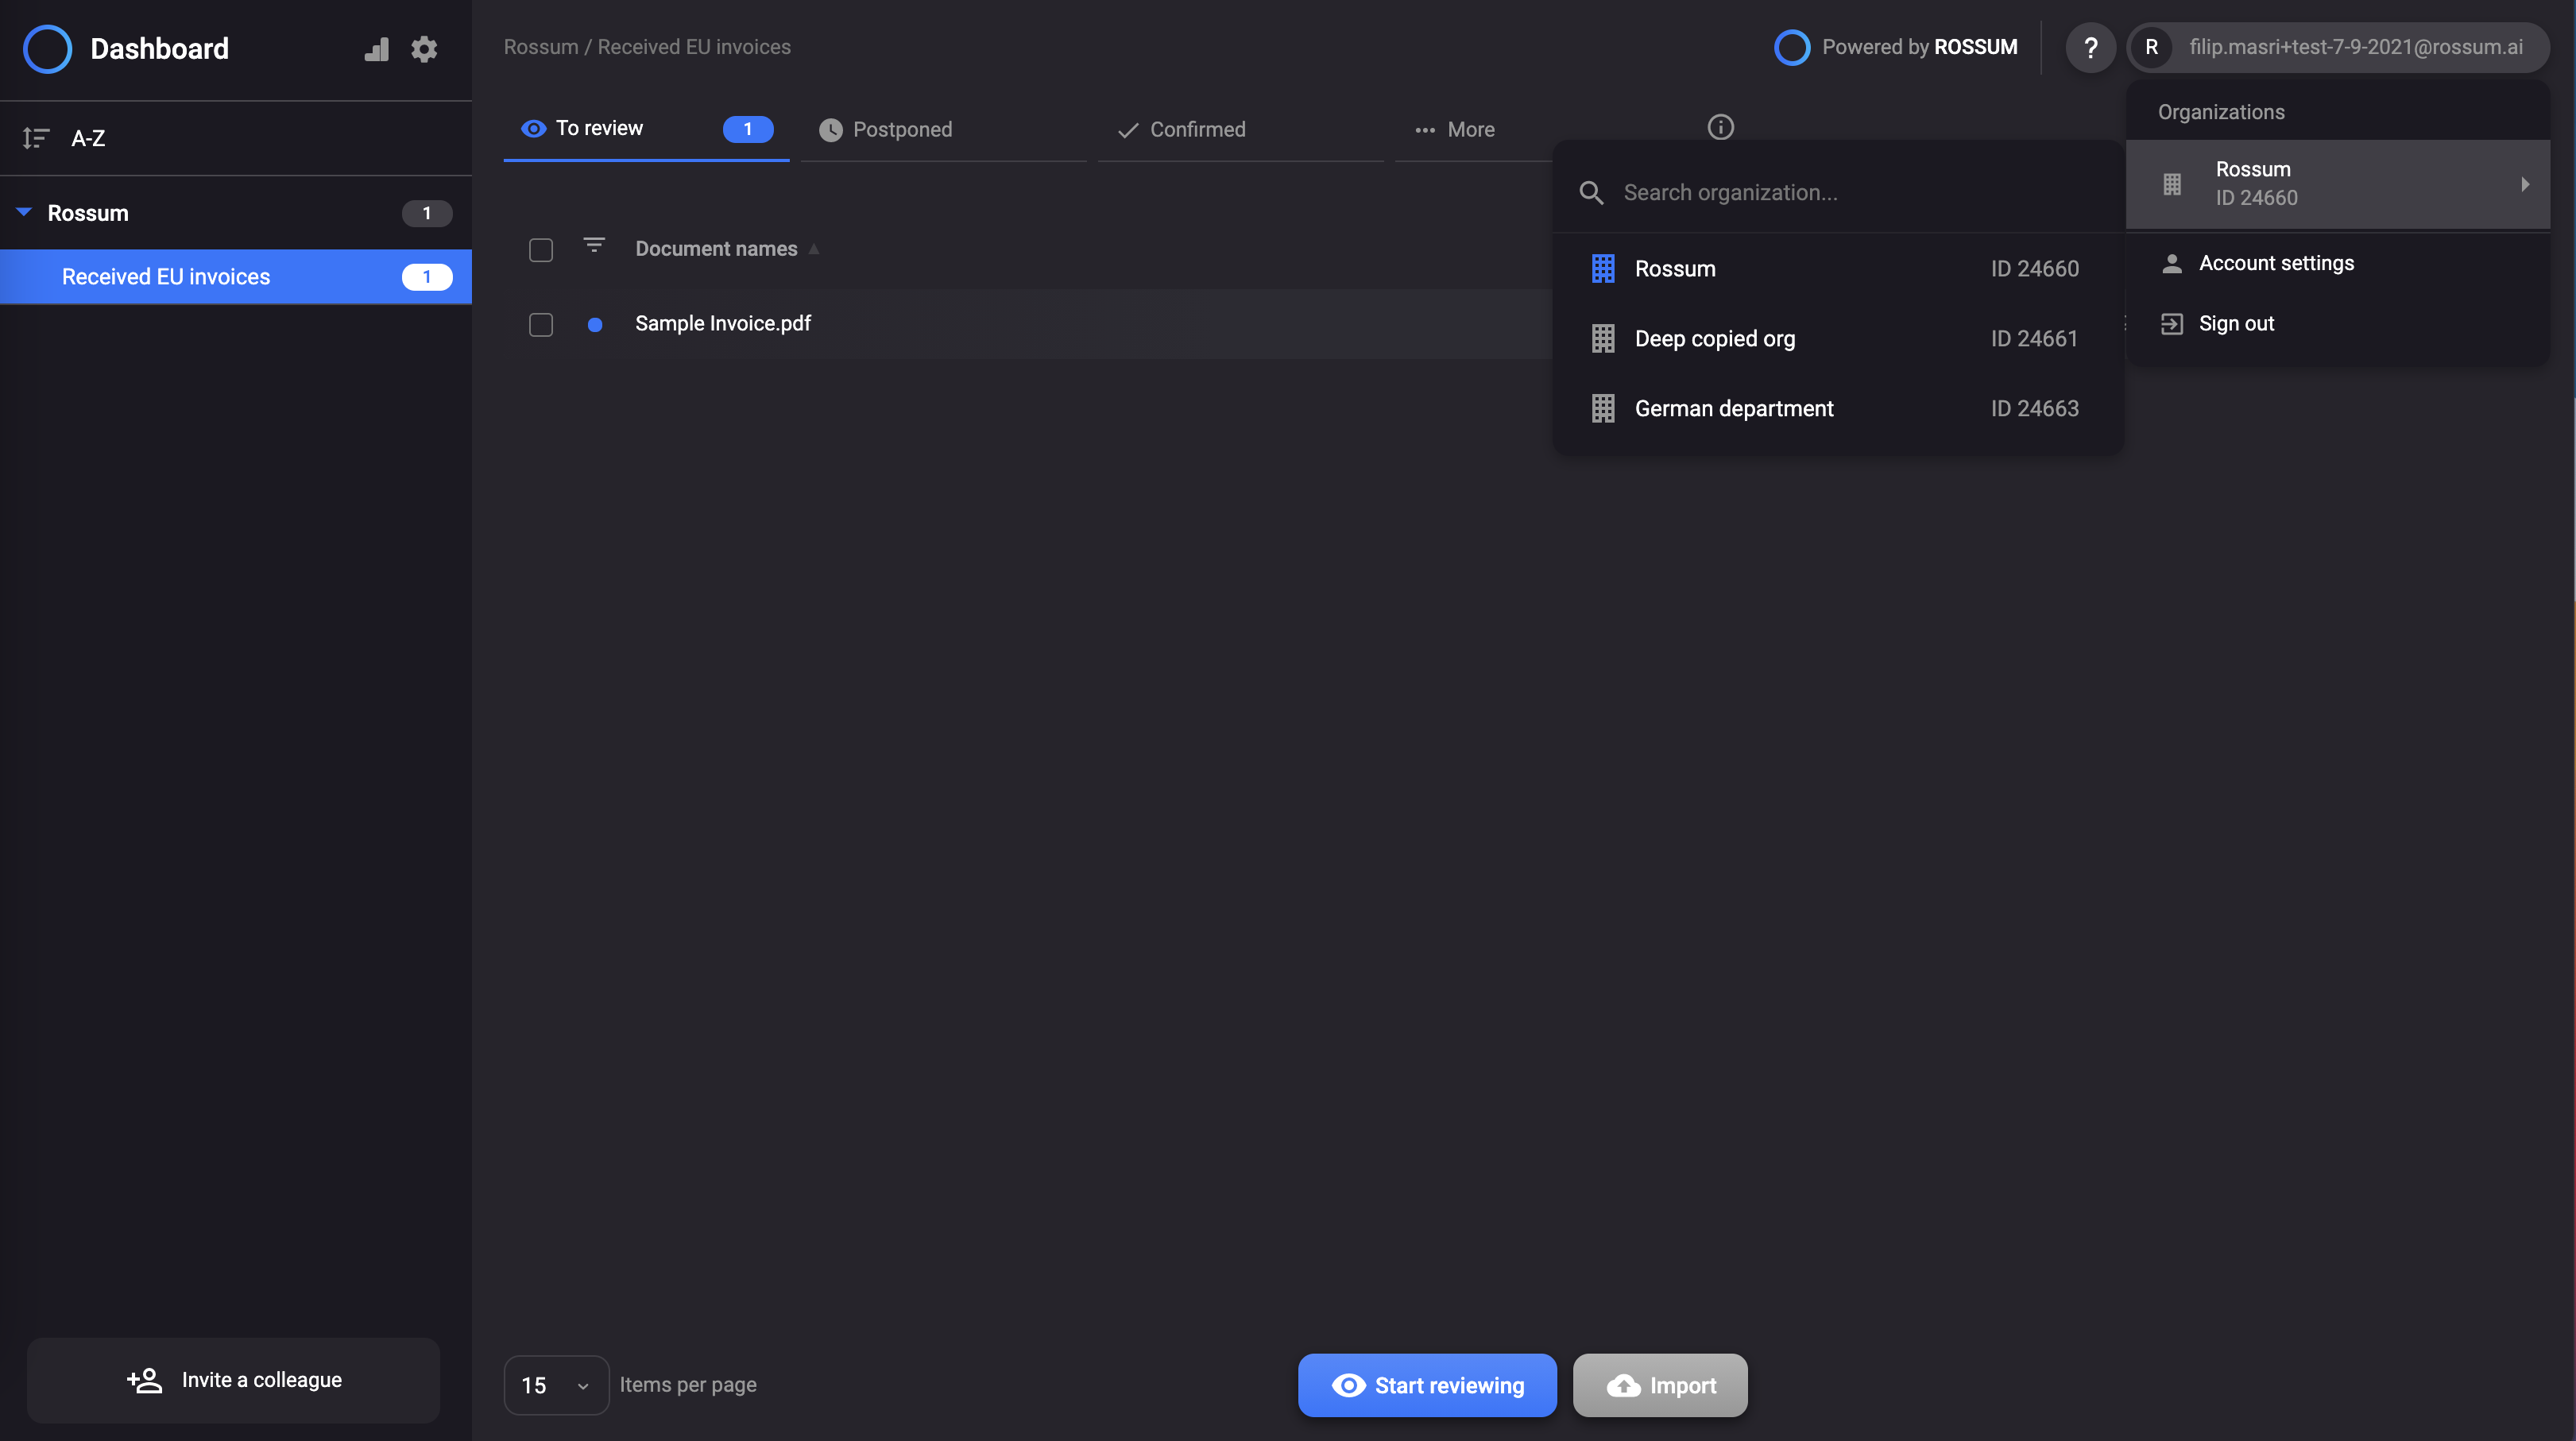 Dashboard
A-Z
Rossum 1
Received EU invoices 1
Invite a colleague
Rossum / Received EU invoices
Powered by ROSSUM
?
R filip.masri+test-7-9-2021@rossum.ai
To review 1
Postponed
Confirmed
More
Document names
Sample Invoice.pdf
Search organization...
Rossum ID 24660
Deep copied org ID 24661
German department ID 24663
Organizations
Rossum
ID 24660
Account settings
Sign out
15 Items per page
Start reviewing
Import